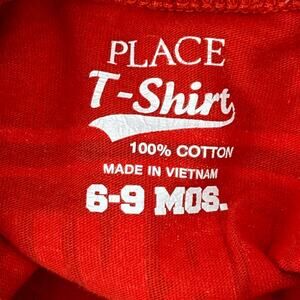 PLACE
T-Shirt
100% COTTON
MADE IN VIETNAM
6-9 MOS.